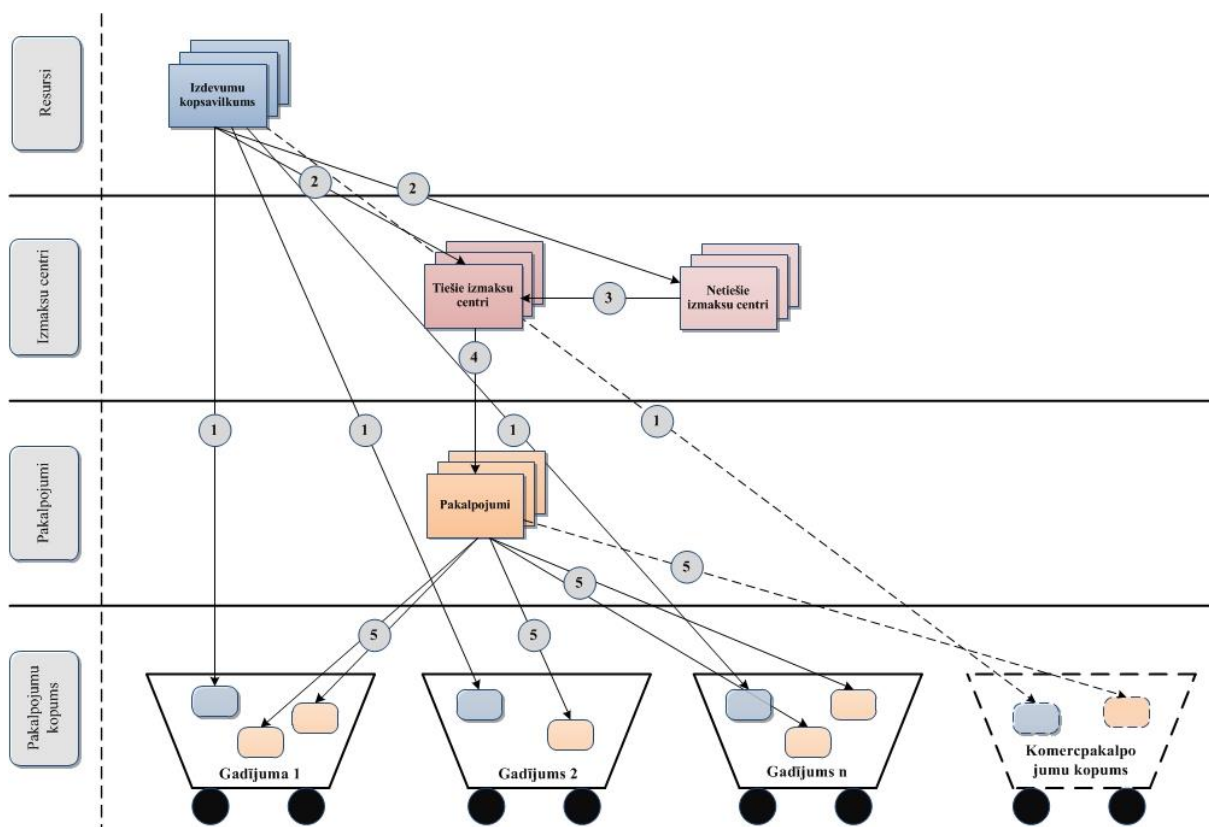 Resursi
Izdevumu
kopsavilkums
2
2
Izmaksu centri
Tiešie izmaksu
centri
3
Netiešie
izmaksu centri
4
Pakalpojumi
1
1
1
1
Pakalpojumi
5
5
5
5
Pakalpojumu
kopums
Gadījuma 1
Gadījums 2
Gadījums n
Komercpakalpo
jumu kopums